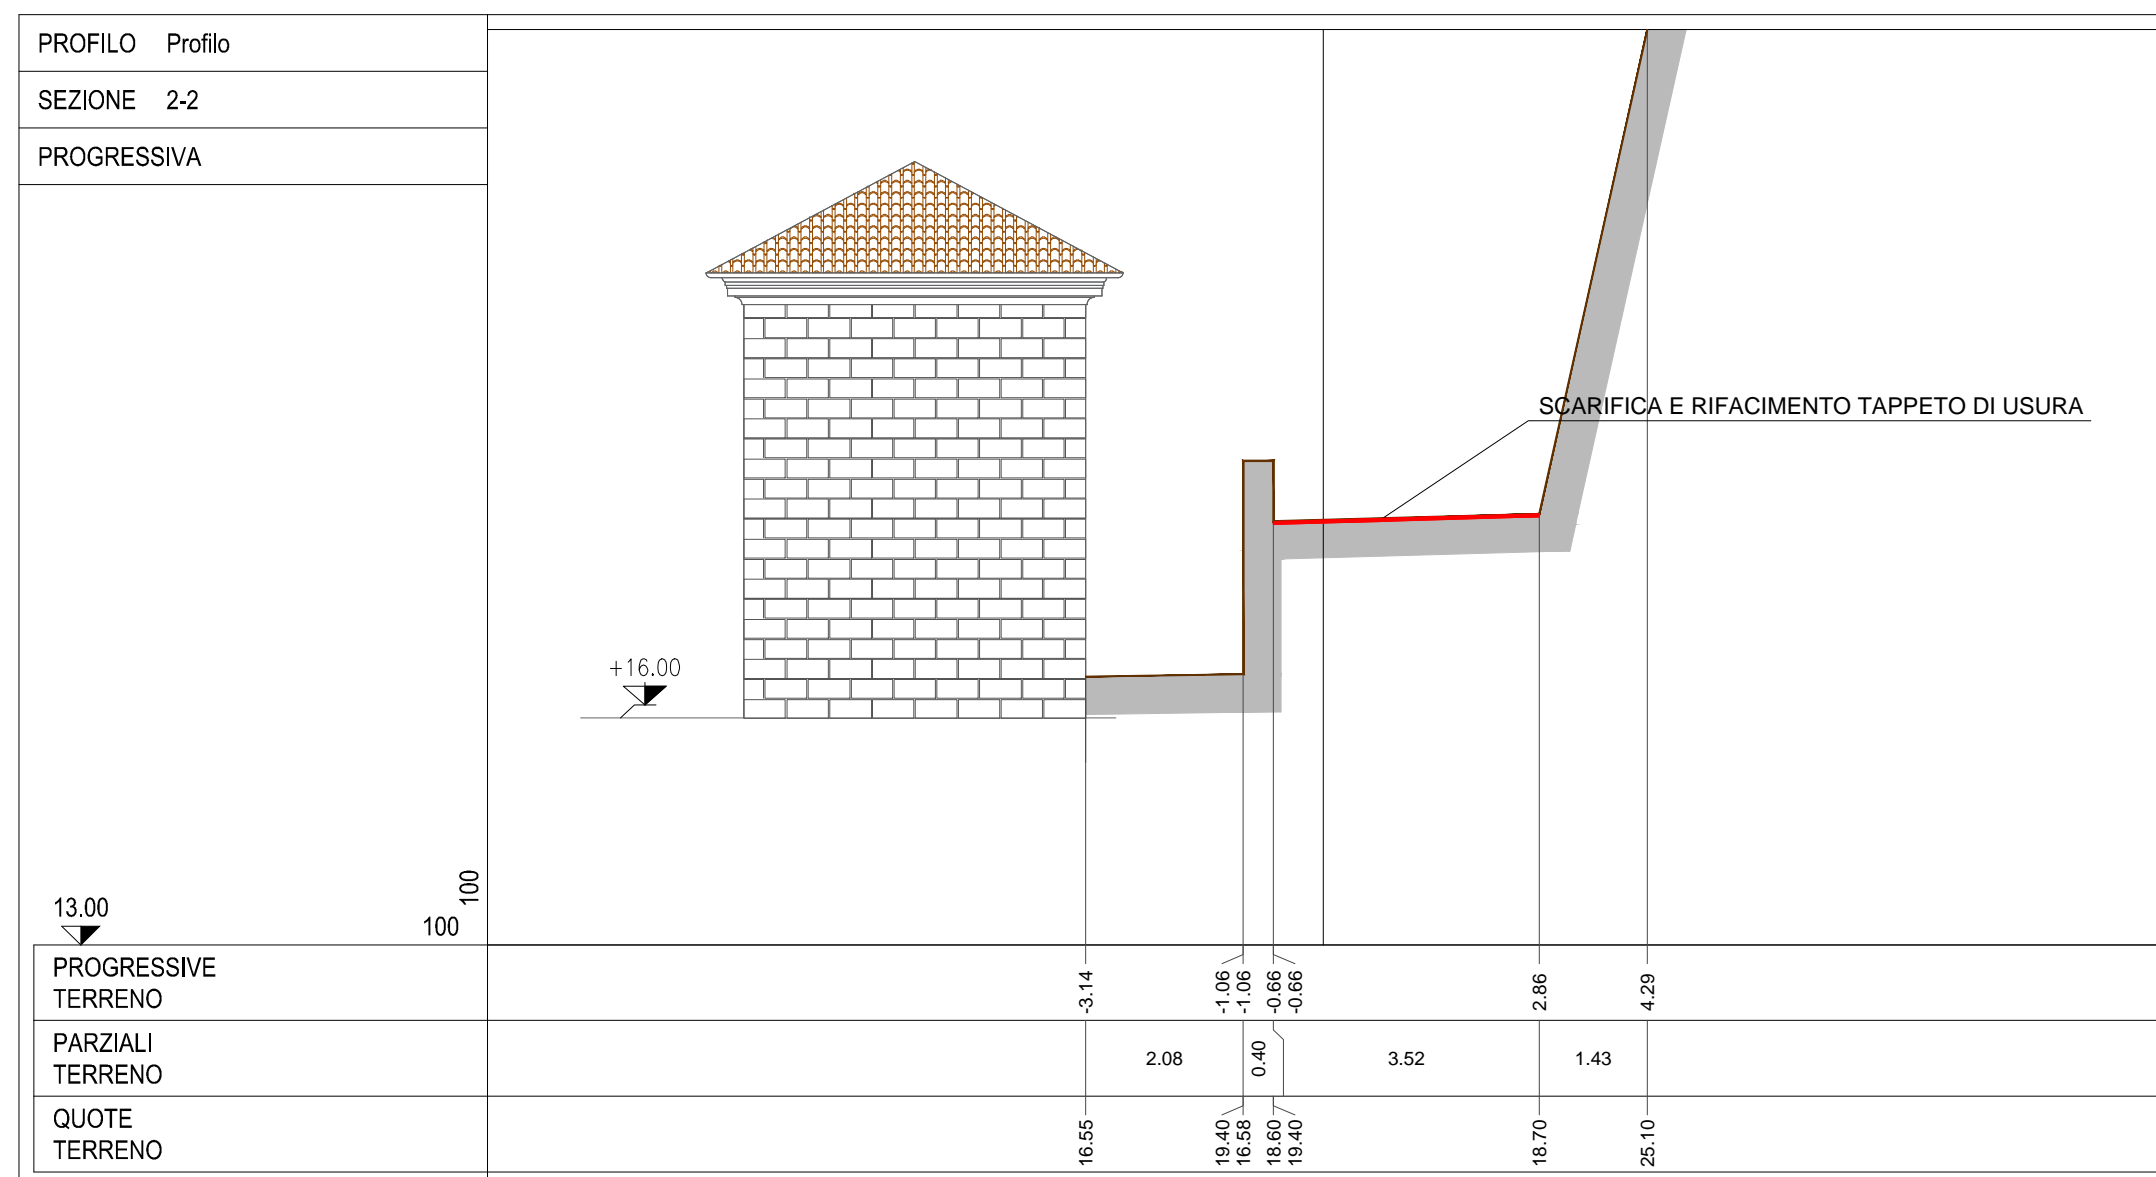 PROFILO Profilo
SEZIONE 2-2
PROGRESSIVA
SCARIFICA E RIFACIMENTO TAPPETO DI USURA
+16.00
13.00
100
100
PROGRESSIVE
TERRENO
-3.14 -1.06 -1.06 -0.66 -0.66 2.86 4.29
PARZIALI
TERRENO
2.08 0.40 3.52 1.43
QUOTE
TERRENO
16.55 19.40 16.58 18.60 19.40 18.70 25.10